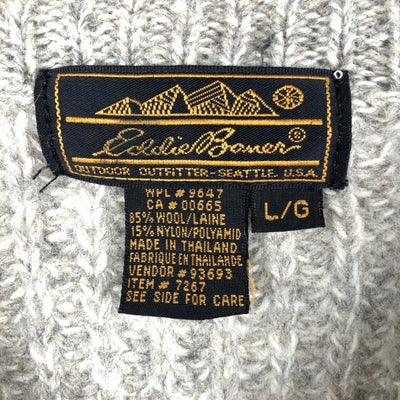 Eddie Bauer®
OUTDOOR OUTFITTER-SEATTLE, U.S.A.
WPL # 9647
CA # 00665
85% WOOL/LAINE
15% NYLON/POLYAMID
MADE IN THAILAND
FABRIQUE EN THAILAND
VENDOR # 93693
ITEM # 7267
SEE SIDE FOR CARE
L/G